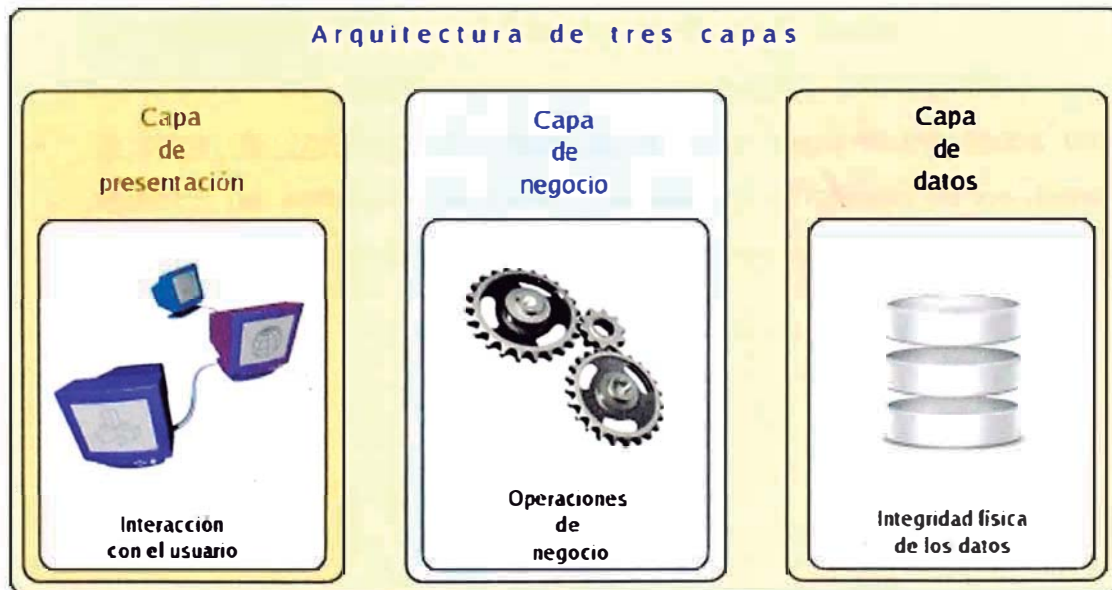 Arquitectura de tres capas
Capa
de
presentación
Interacción
con el usuario
Capa
de
negocio
Operaciones
de
negocio
Capa
de
datos
Integridad física
de los datos